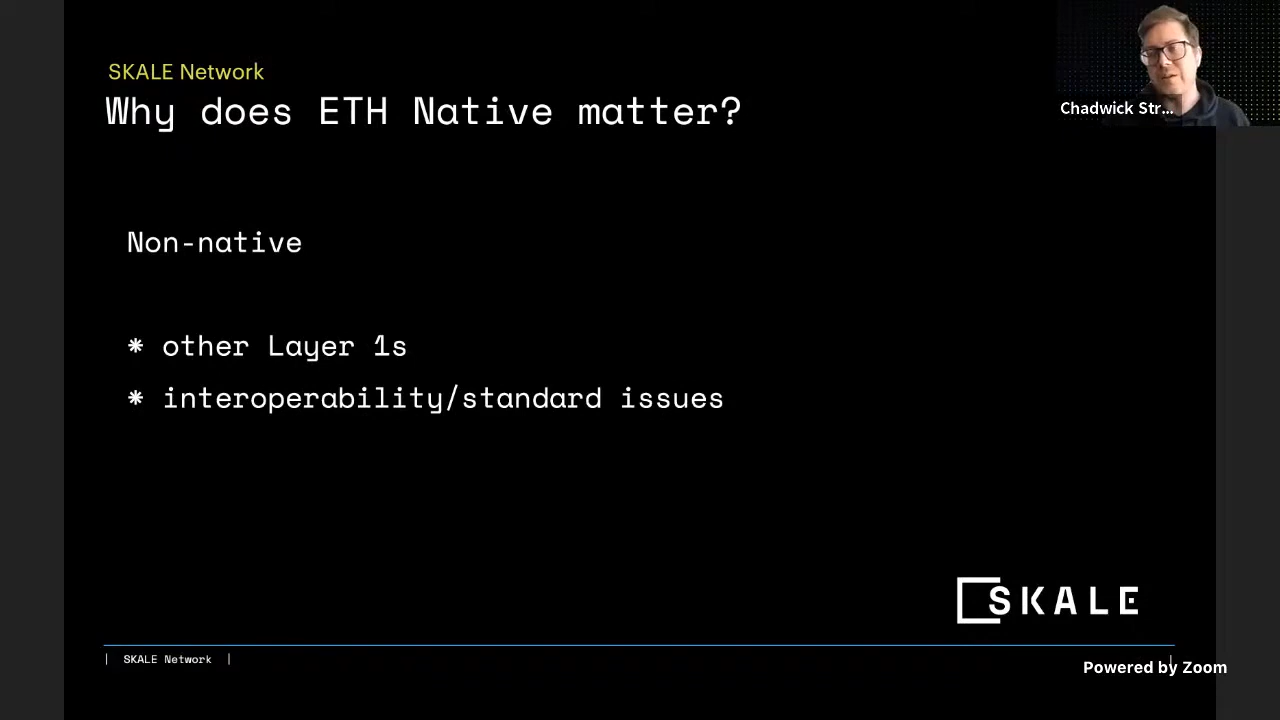 SKALE Network
Why does ETH Native matter?
Chadwick Str...
Non-native
* other Layer 1s
* interoperability/standard issues
SKALE
| SKALE Network |
Powered by Zoom